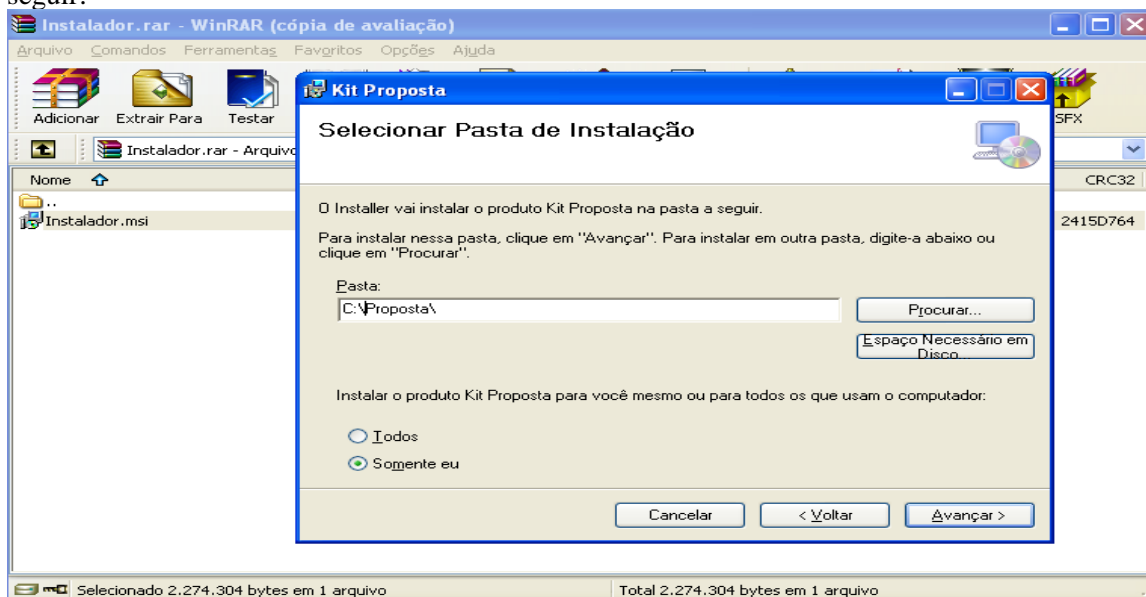 seguir:
Instalador.rar - WinRAR (cópia de avaliação)
Arquivo Comandos Ferramentas Favoritos Opções Ajuda
Adicionar Extrair Para Testar SFX
Instalador.rar - Arquivo
Nome CRC32
..
Instalador.msi 2415D764
Kit Proposta
Selecionar Pasta de Instalação
O Installer vai instalar o produto Kit Proposta na pasta a seguir.
Para instalar nessa pasta, clique em "Avançar". Para instalar em outra pasta, digite-a abaixo ou
clique em "Procurar".
Pasta:
C:\Proposta\
Procurar...
Espaço Necessário em
Disco...
Instalar o produto Kit Proposta para você mesmo ou para todos os que usam o computador:
Todos
Somente eu
Cancelar < Voltar Avançar >
Selecionado 2.274.304 bytes em 1 arquivo Total 2.274.304 bytes em 1 arquivo